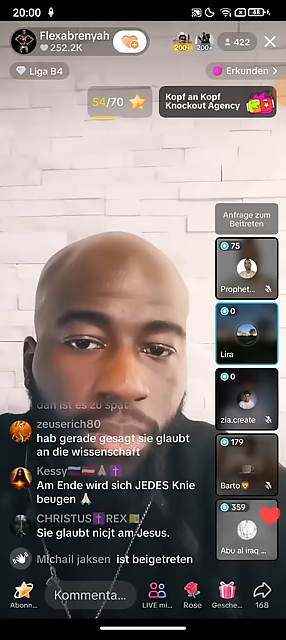 20:00
48
Flexabrenyah
252.2K
200+
200+
422
Liga B4
Erkunden >
54/70
Kopf an Kopf
Knockout Agency
Anfrage zum
Beitreten
75
Prophet...
0
Lira
0
zia.create
179
Barto
359
Abu al iraq ...
dan ist es zu spät
zeuserich80
hab gerade gesagt sie glaubt
an die wissenschaft
Kessy
Am Ende wird sich JEDES Knie
beugen
CHRISTUS✝️REX
Sie glaubt nicjt am Jesus.
Michail jaksen ist beigetreten
Abonn...
Kommenta...
LIVE mi...
Rose
Gesche...
168